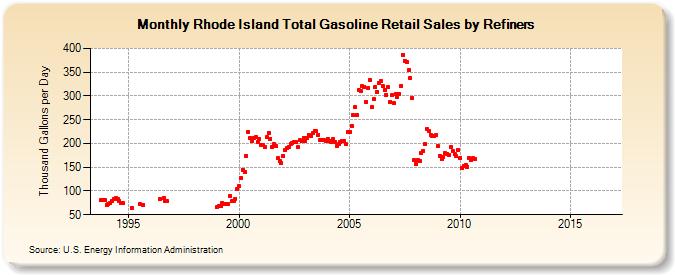 Monthly Rhode Island Total Gasoline Retail Sales by Refiners
Thousand Gallons per Day
400
350
300
250
200
150
100
50
1995 2000 2005 2010 2015
Source: U.S. Energy Information Administration